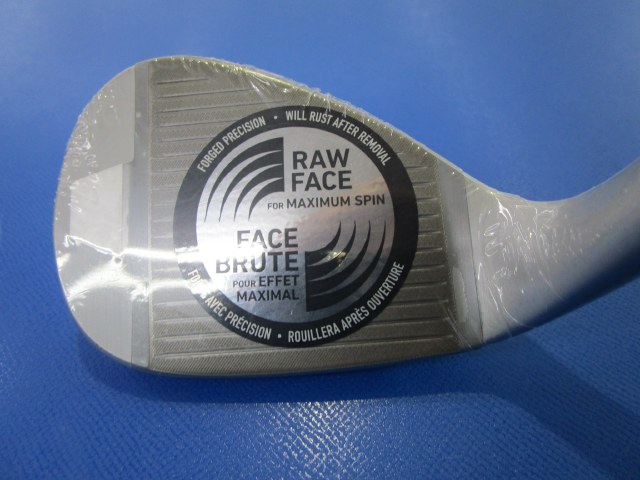 FORGED PRECISION • WILL RUST AFTER REMOVAL
RAW
FACE
FOR MAXIMUM SPIN
FACE
BRUTE
POUR EFFET
MAXIMAL
AVEC PRÉCISION • ROUILLERA APRÈS OUVERTURE